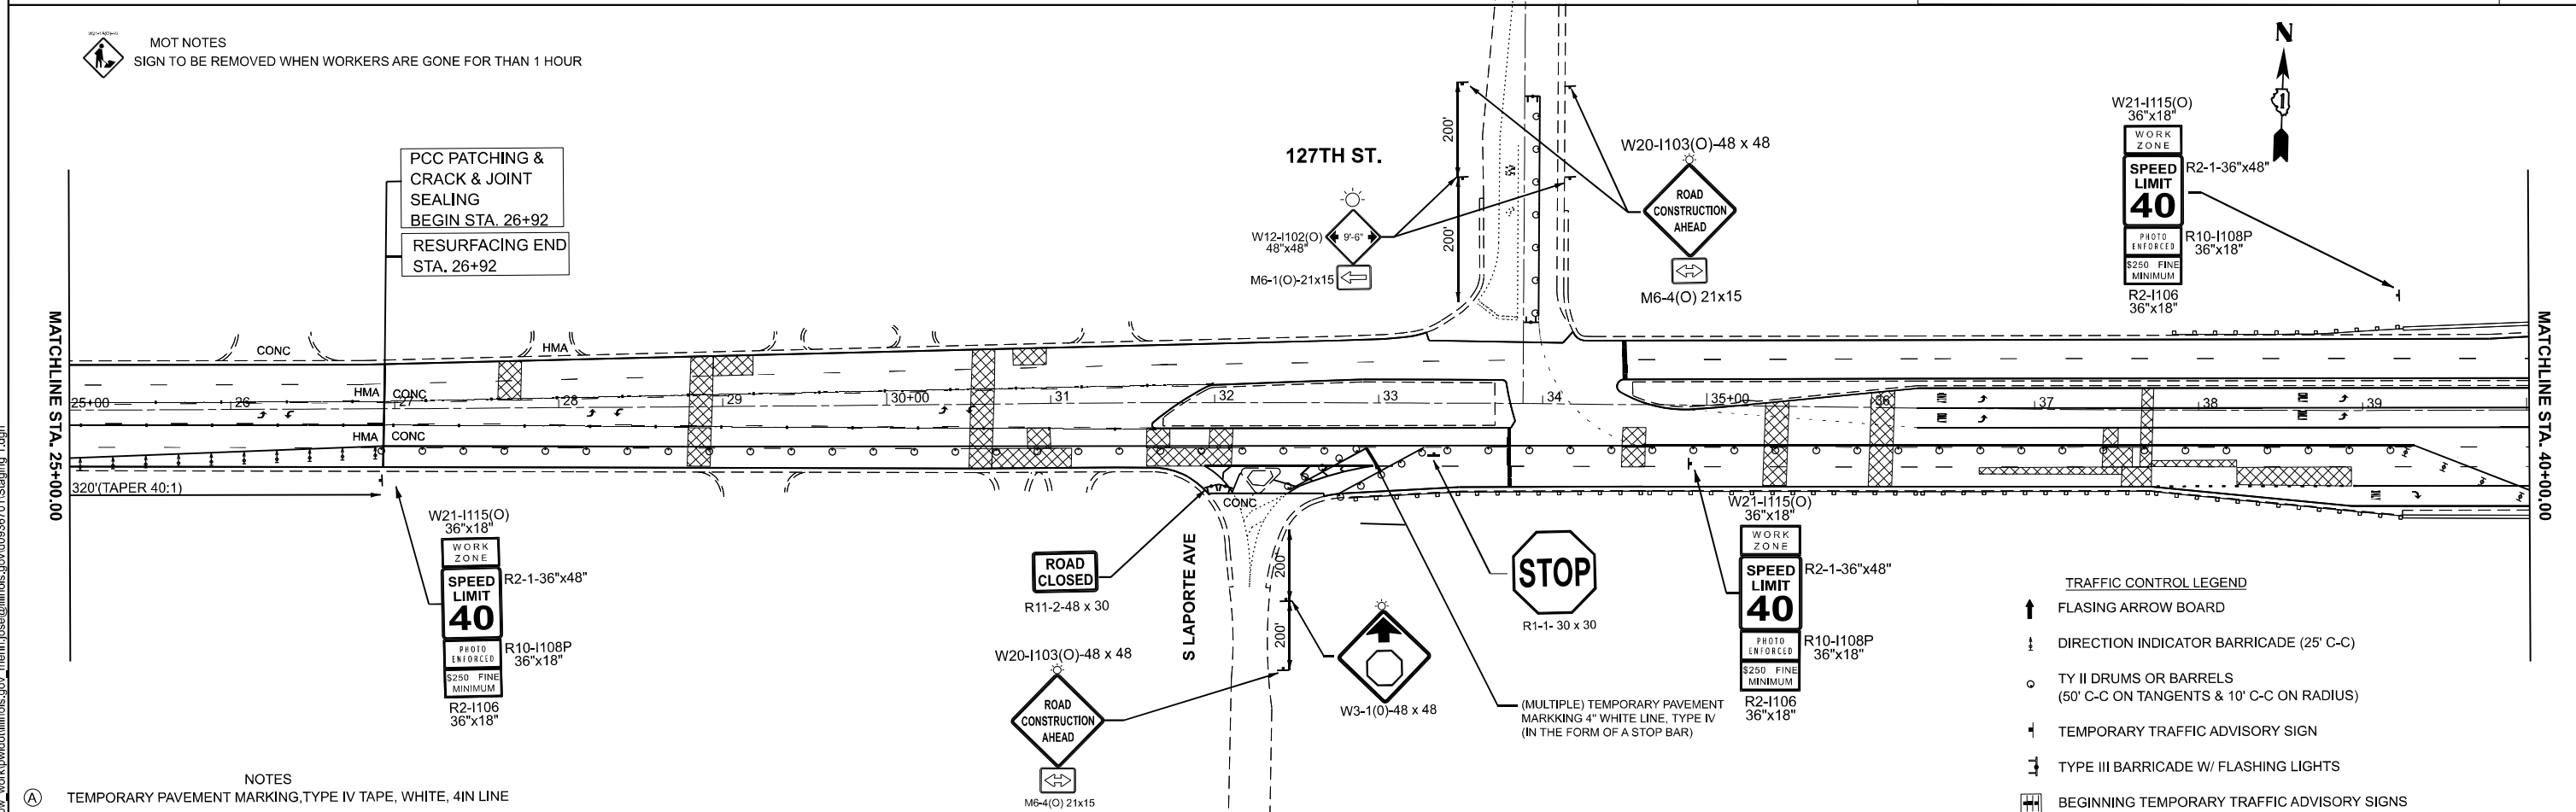 MOT NOTES
SIGN TO BE REMOVED WHEN WORKERS ARE GONE FOR THAN 1 HOUR
PCC PATCHING &
CRACK & JOINT
SEALING
BEGIN STA. 26+92
RESURFACING END
STA. 26+92
127TH ST.
200'
200'
W12-I102(O)
48"x48"
9'-6"
M6-1(O)-21x15
W20-I103(O)-48 x 48
ROAD
CONSTRUCTION
AHEAD
M6-4(O) 21x15
N
W21-I115(O)
36"x18"
WORK
ZONE
SPEED
LIMIT
40
R2-1-36"x48"
PHOTO
ENFORCED
R10-I108P
36"x18"
$250 FINE
MINIMUM
R2-I106
36"x18"
MATCHLINE STA. 25+00.00
MATCHLINE STA. 40+00.00
CONC
HMA
HMA CONC
25+00 26 27 28 29 30+00 31 32 33 34 35+00 36 37 38 39
HMA CONC
320'(TAPER 40:1)
CONC
W21-I115(O)
36"x18"
WORK
ZONE
SPEED
LIMIT
40
R2-1-36"x48"
PHOTO
ENFORCED
R10-I108P
36"x18"
$250 FINE
MINIMUM
R2-I106
36"x18"
ROAD
CLOSED
R11-2-48 x 30
S LAPORTE AVE
200'
200'
W20-I103(O)-48 x 48
ROAD
CONSTRUCTION
AHEAD
M6-4(O) 21x15
W3-1(0)-48 x 48
STOP
R1-1- 30 x 30
(MULTIPLE) TEMPORARY PAVEMENT
MARKKING 4" WHITE LINE, TYPE IV
(IN THE FORM OF A STOP BAR)
W21-I115(O)
36"x18"
WORK
ZONE
SPEED
LIMIT
40
R2-1-36"x48"
PHOTO
ENFORCED
R10-I108P
36"x18"
$250 FINE
MINIMUM
R2-I106
36"x18"
TRAFFIC CONTROL LEGEND
FLASING ARROW BOARD
DIRECTION INDICATOR BARRICADE (25' C-C)
TY II DRUMS OR BARRELS
(50' C-C ON TANGENTS & 10' C-C ON RADIUS)
TEMPORARY TRAFFIC ADVISORY SIGN
TYPE III BARRICADE W/ FLASHING LIGHTS
BEGINNING TEMPORARY TRAFFIC ADVISORY SIGNS
NOTES
A TEMPORARY PAVEMENT MARKING,TYPE IV TAPE, WHITE, 4IN LINE